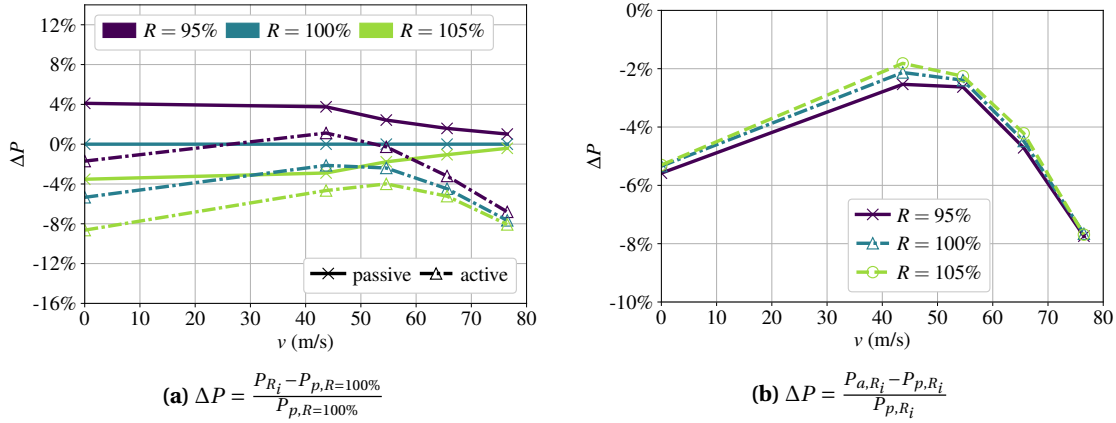 R = 95% R = 100% R = 105%
12%
8%
4%
0%
-4%
-8%
-12%
-16%
ΔP
passive active
0 10 20 30 40 50 60 70 80
v (m/s)
(a) ΔP = (P_{R_i} − P_{p,R=100%}) / P_{p,R=100%}
0%
-2%
-4%
-6%
-8%
-10%
ΔP
R = 95%
R = 100%
R = 105%
0 10 20 30 40 50 60 70 80
v (m/s)
(b) ΔP = (P_{a,R_i} − P_{p,R_i}) / P_{p,R_i}